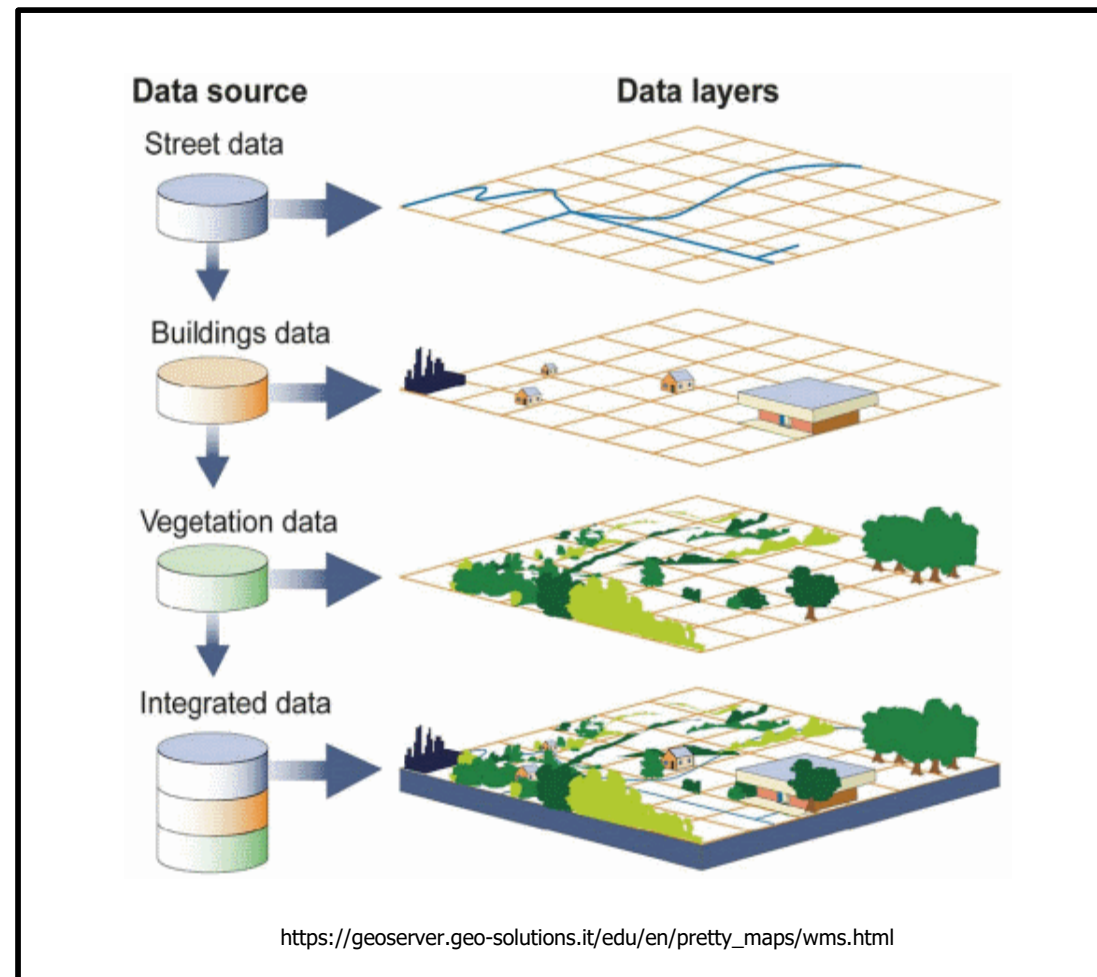 Data source
Data layers
Street data
Buildings data
Vegetation data
Integrated data
https://geoserver.geo-solutions.it/edu/en/pretty_maps/wms.html